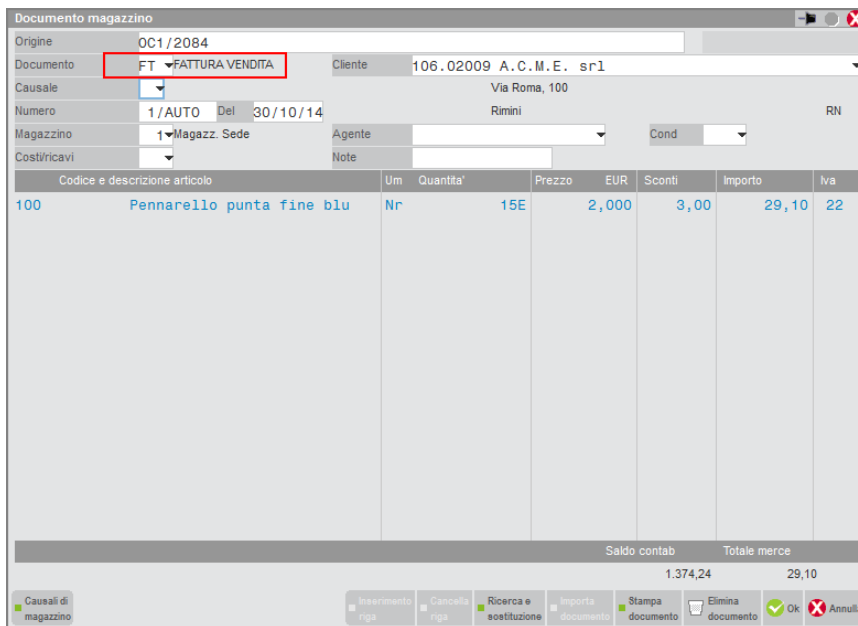 Documento magazzino
Origine OC1/2084
Documento FT FATTURA VENDITA Cliente 106.02009 A.C.M.E. srl
Causale Via Roma, 100
Numero 1/AUTO Del 30/10/14 Rimini RN
Magazzino 1 Magazz. Sede Agente Cond
Costi/ricavi Note
Codice e descrizione articolo Um Quantita' Prezzo EUR Sconti Importo Iva
100 Pennarello punta fine blu Nr 15E 2,000 3,00 29,10 22
Saldo contab Totale merce
1.374,24 29,10
Causali di magazzino Inserimento riga Cancella riga Ricerca e sostituzione Importa documento Stampa documento Elimina documento Ok Annull